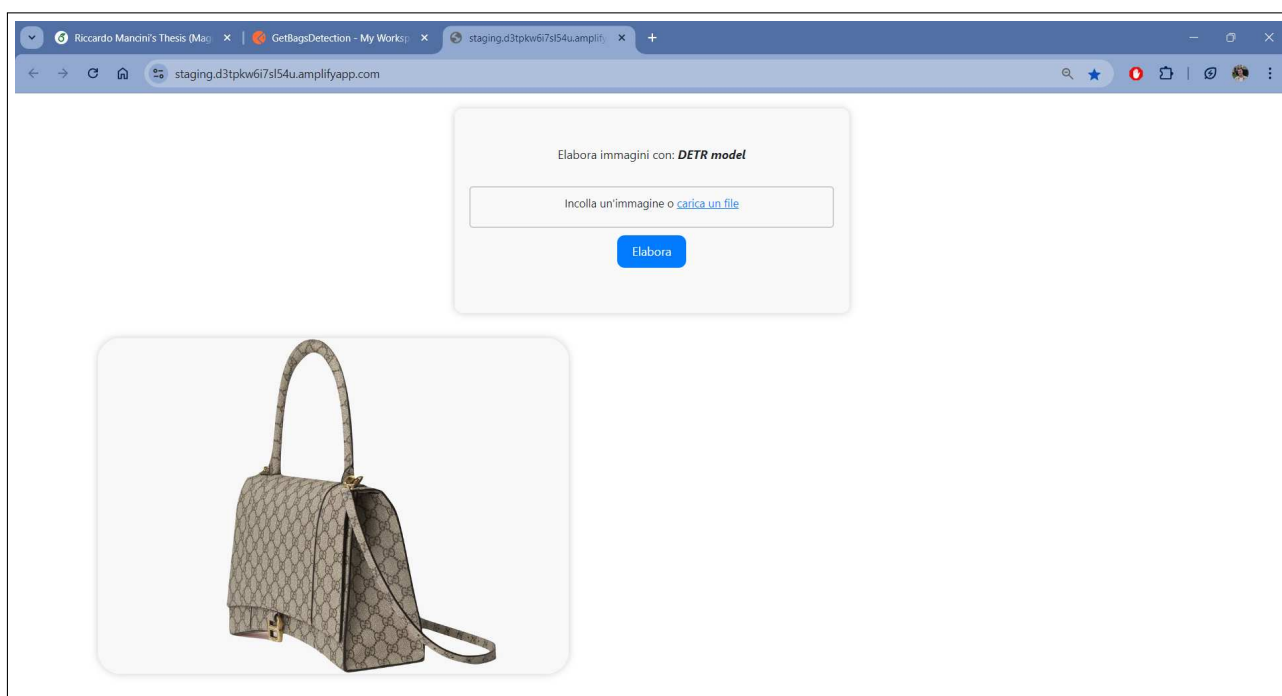 Riccardo Mancini's Thesis (Mag
GetBagsDetection - My Worksp
staging.d3tpkw6i7sl54u.amplify
staging.d3tpkw6i7sl54u.amplifyapp.com
Elabora immagini con: DETR model
Incolla un'immagine o carica un file
Elabora